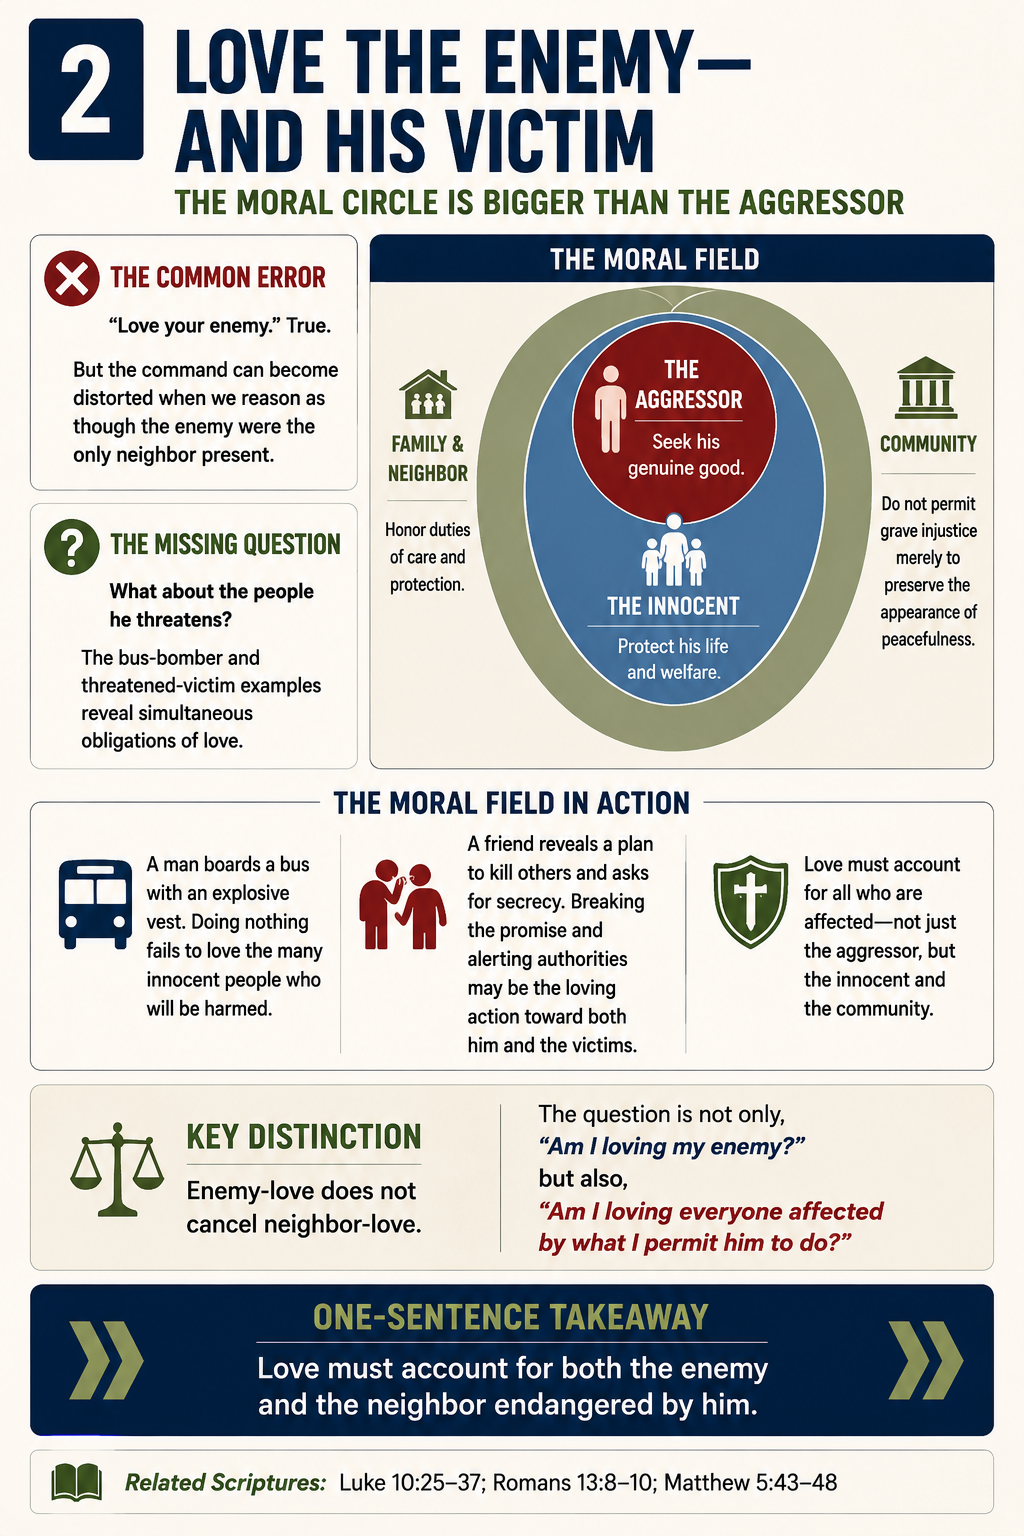 2
LOVE THE ENEMY—
AND HIS VICTIM
THE MORAL CIRCLE IS BIGGER THAN THE AGGRESSOR
THE COMMON ERROR
“Love your enemy.” True.
But the command can become
distorted when we reason as
though the enemy were the
only neighbor present.
THE MISSING QUESTION
What about the people
he threatens?
The bus-bomber and
threatened-victim examples
reveal simultaneous
obligations of love.
THE MORAL FIELD
FAMILY &
NEIGHBOR
Honor duties
of care and
protection.
THE
AGGRESSOR
Seek his
genuine good.
THE INNOCENT
Protect his life
and welfare.
COMMUNITY
Do not permit
grave injustice
merely to
preserve the
appearance of
peacefulness.
THE MORAL FIELD IN ACTION
A man boards a bus
with an explosive
vest. Doing nothing
fails to love the many
innocent people who
will be harmed.
A friend reveals a plan
to kill others and asks
for secrecy. Breaking
the promise and
alerting authorities
may be the loving
action toward both
him and the victims.
Love must account
for all who are
affected—not just
the aggressor, but
the innocent and
the community.
KEY DISTINCTION
Enemy-love does not
cancel neighbor-love.
The question is not only,
“Am I loving my enemy?”
but also,
“Am I loving everyone affected
by what I permit him to do?”
ONE-SENTENCE TAKEAWAY
Love must account for both the enemy
and the neighbor endangered by him.
Related Scriptures: Luke 10:25–37; Romans 13:8–10; Matthew 5:43–48